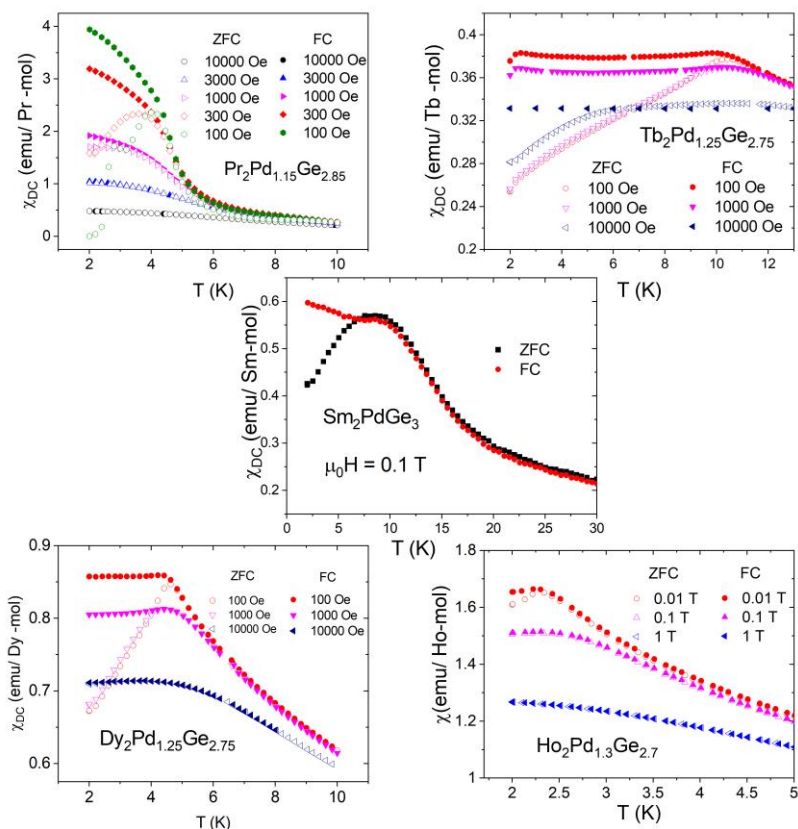 4
3
2
1
0
χDC (emu/ Pr -mol)
ZFC FC
10000 Oe 10000 Oe
3000 Oe 3000 Oe
1000 Oe 1000 Oe
300 Oe 300 Oe
100 Oe 100 Oe
Pr2Pd1.15Ge2.85
2 4 6 8 10
T (K)
0.40
0.36
0.32
0.28
0.24
0.2
χDC (emu/ Tb -mol)
Tb2Pd1.25Ge2.75
ZFC FC
100 Oe 100 Oe
1000 Oe 1000 Oe
10000 Oe 10000 Oe
2 4 6 8 10 12
T (K)
0.6
0.5
0.4
0.3
0.2
χDC (emu/ Sm-mol)
ZFC
FC
Sm2PdGe3
μ0H = 0.1 T
0 5 10 15 20 25 30
T (K)
0.9
0.8
0.7
0.6
χDC (emu/ Dy-mol)
ZFC FC
100 Oe 100 Oe
1000 Oe 1000 Oe
10000 Oe 10000 Oe
Dy2Pd1.25Ge2.75
2 4 6 8 10
T (K)
1.8
1.6
1.4
1.2
1
χ(emu/ Ho-mol)
ZFC FC
0.01 T 0.01 T
0.1 T 0.1 T
1 T 1 T
Ho2Pd1.3Ge2.7
2 2.5 3 3.5 4 4.5 5
T (K)